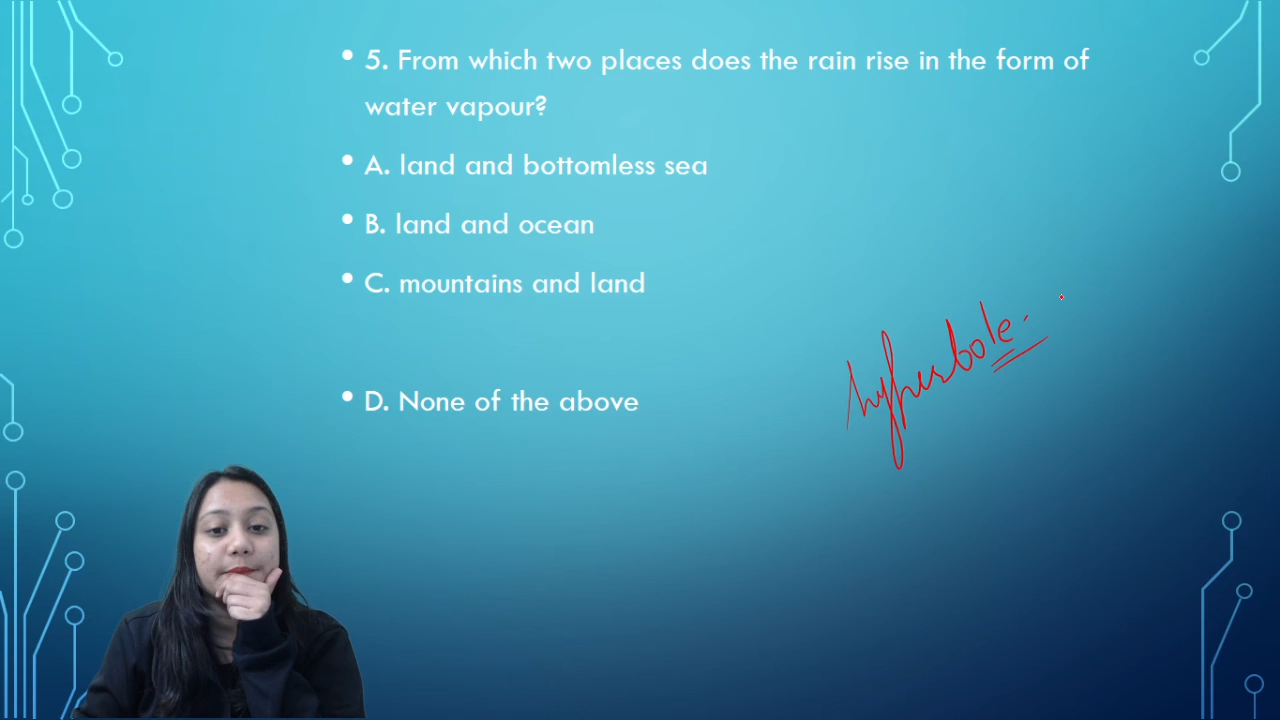 • 5. From which two places does the rain rise in the form of
water vapour?
• A. land and bottomless sea
• B. land and ocean
• C. mountains and land
hyperbole.
• D. None of the above